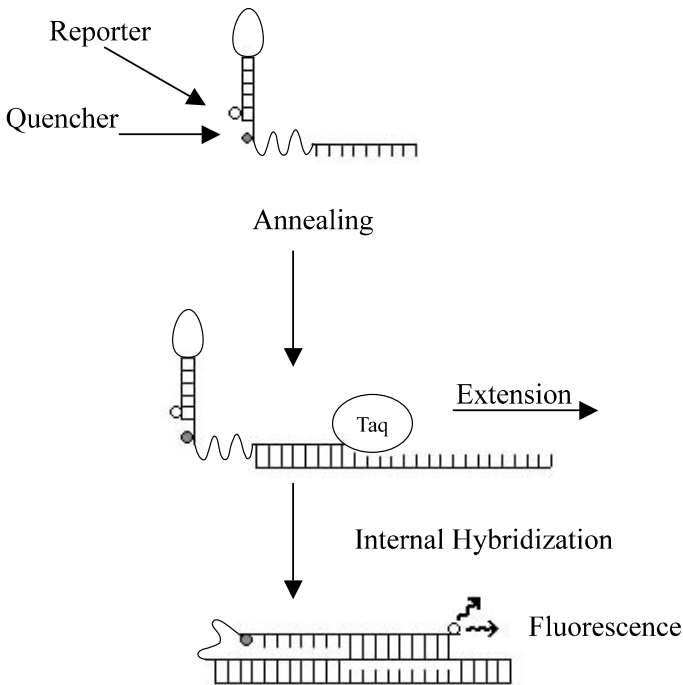 Reporter
Quencher
Annealing
Extension
Taq
Internal Hybridization
Fluorescence